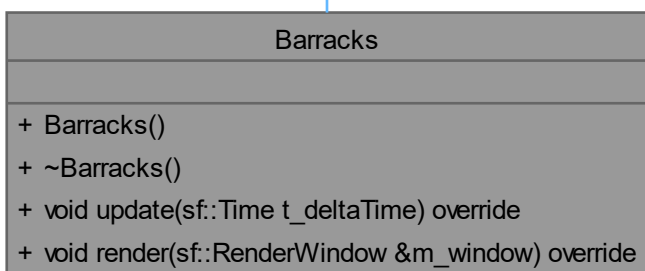 Barracks
+ Barracks()
+ ~Barracks()
+ void update(sf::Time t_deltaTime) override
+ void render(sf::RenderWindow &m_window) override